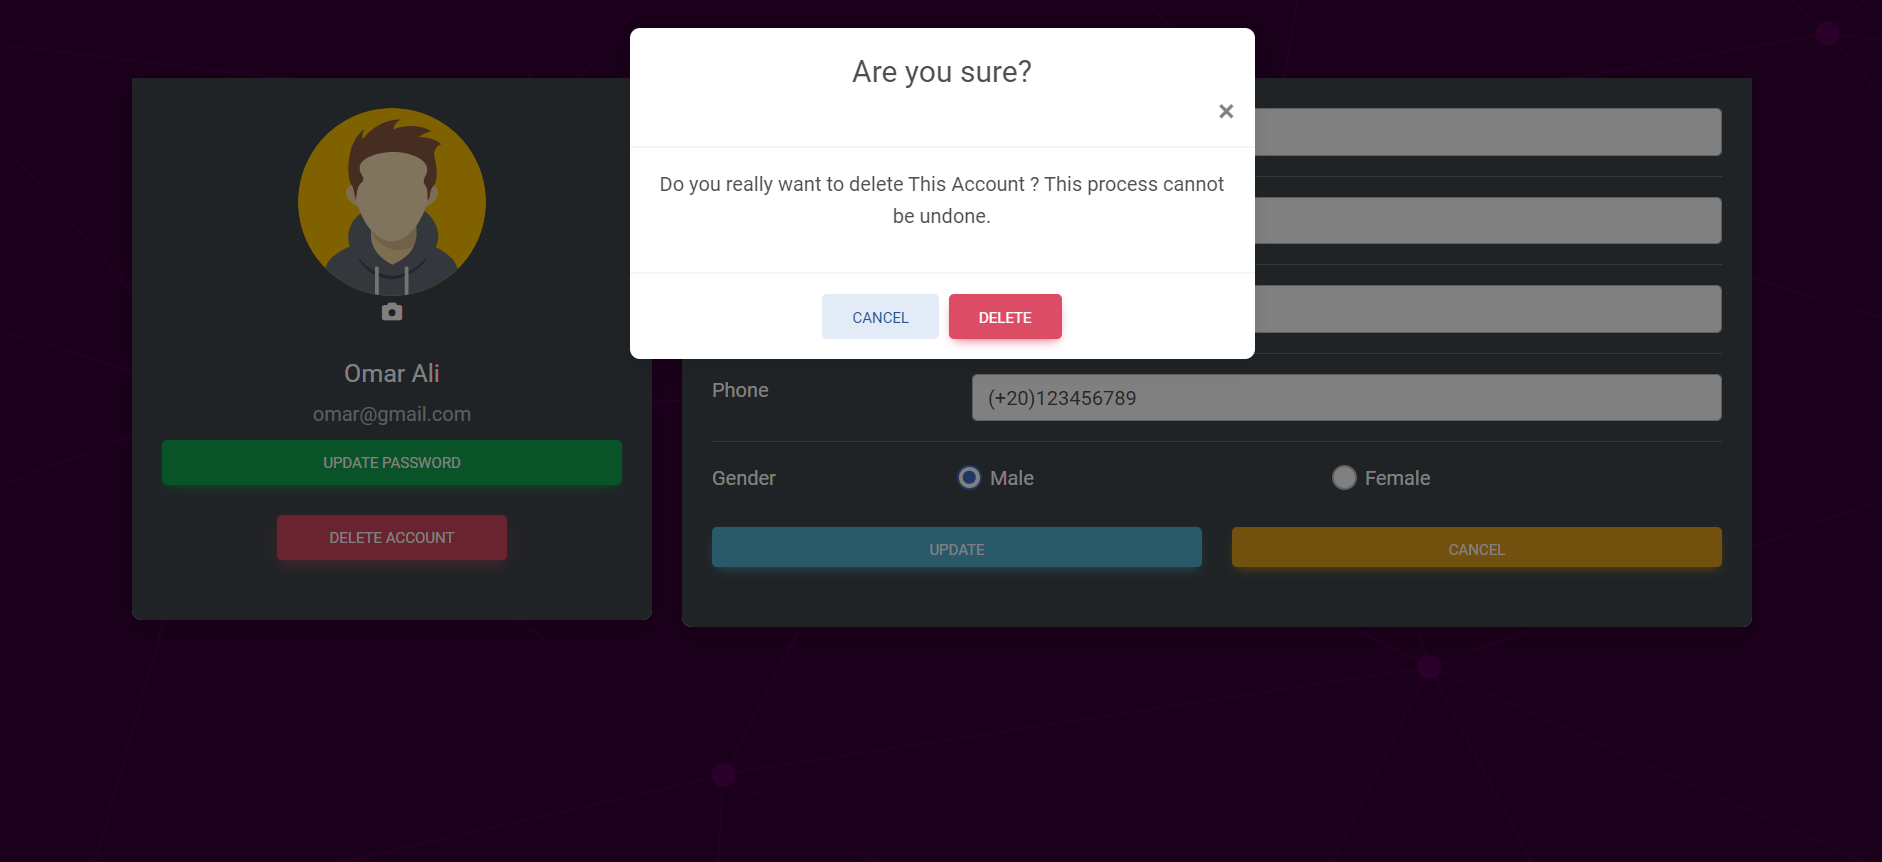 Are you sure?
×
Do you really want to delete This Account ? This process cannot
be undone.
CANCEL
DELETE
Omar Ali
omar@gmail.com
UPDATE PASSWORD
DELETE ACCOUNT
Phone
(+20)123456789
Gender
Male
Female
UPDATE
CANCEL